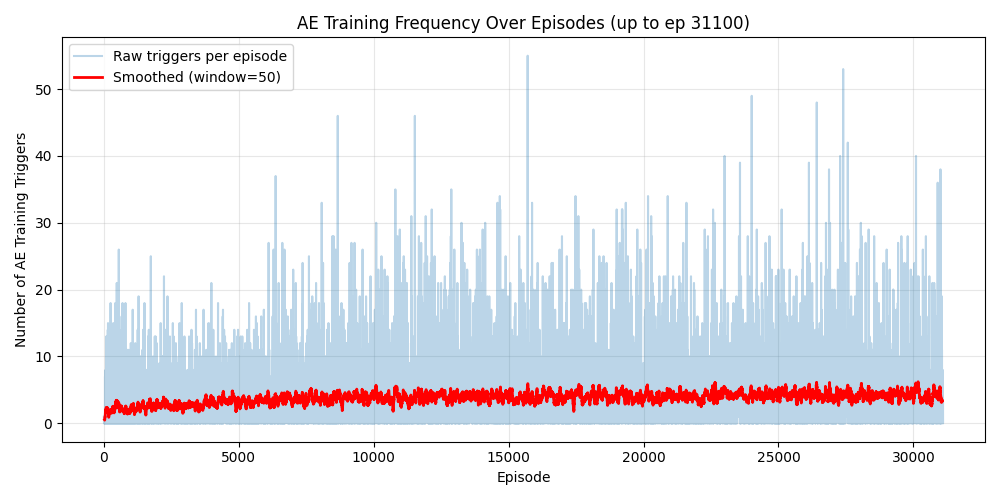 AE Training Frequency Over Episodes (up to ep 31100)
Raw triggers per episode
Smoothed (window=50)
Number of AE Training Triggers
50
40
30
20
10
0
0
5000
10000
15000
20000
25000
30000
Episode